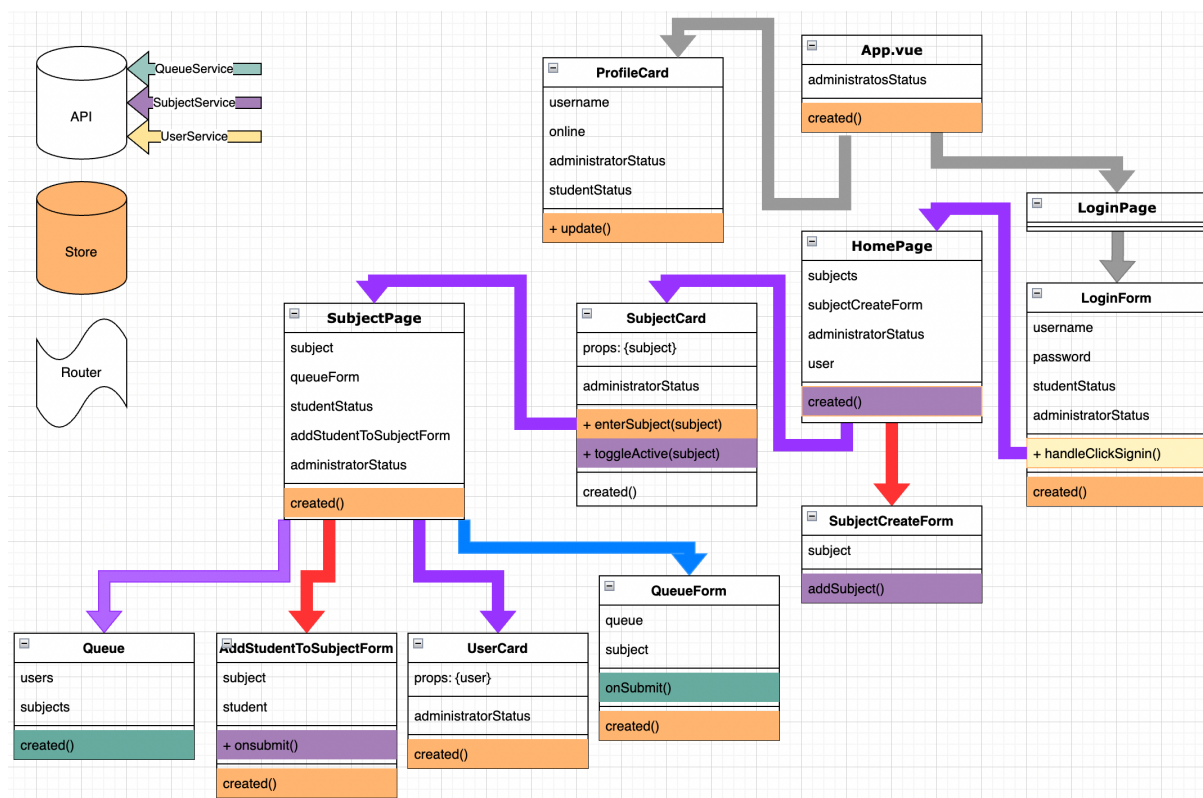 API
QueueService
SubjectService
UserService
Store
Router
ProfileCard
username
online
administratorStatus
studentStatus
+ update()
App.vue
administratosStatus
created()
LoginPage
HomePage
subjects
subjectCreateForm
administratorStatus
user
created()
LoginForm
username
password
studentStatus
administratorStatus
+ handleClickSignin()
created()
SubjectPage
subject
queueForm
studentStatus
addStudentToSubjectForm
administratorStatus
created()
SubjectCard
props: {subject}
administratorStatus
+ enterSubject(subject)
+ toggleActive(subject)
created()
SubjectCreateForm
subject
addSubject()
Queue
users
subjects
created()
AddStudentToSubjectForm
subject
student
+ onsubmit()
created()
UserCard
props: {user}
administratorStatus
created()
QueueForm
queue
subject
onSubmit()
created()